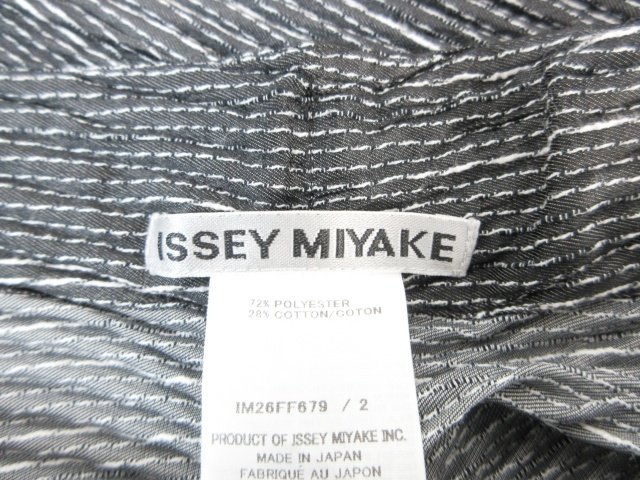 ISSEY MIYAKE
72% POLYESTER
28% COTTON/COTON
IM26FF679 / 2
PRODUCT OF ISSEY MIYAKE INC.
MADE IN JAPAN
FABRIQUÉ AU JAPON